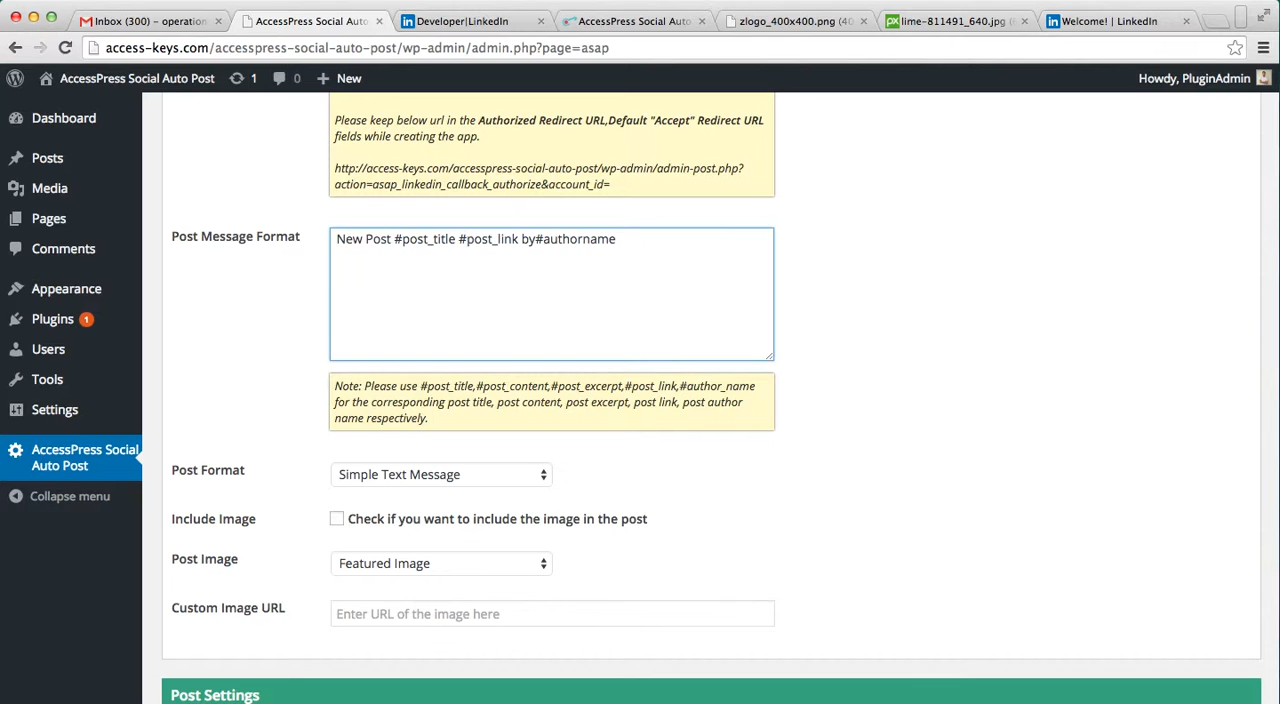 Inbox (300) – operation
AccessPress Social Auto
Developer|LinkedIn
AccessPress Social Auto
zlogo_400x400.png (40
lime-811491_640.jpg (
Welcome! | LinkedIn
access-keys.com/accesspress-social-auto-post/wp-admin/admin.php?page=asap
AccessPress Social Auto Post
1
0
New
Howdy, PluginAdmin
Dashboard
Posts
Media
Pages
Comments
Appearance
Plugins 1
Users
Tools
Settings
AccessPress Social
Auto Post
Collapse menu
Please keep below url in the Authorized Redirect URL,Default "Accept" Redirect URL
fields while creating the app.
http://access-keys.com/accesspress-social-auto-post/wp-admin/admin-post.php?
action=asap_linkedin_callback_authorize&account_id=
Post Message Format
New Post #post_title #post_link by#authorname
Note: Please use #post_title,#post_content,#post_excerpt,#post_link,#author_name
for the corresponding post title, post content, post excerpt, post link, post author
name respectively.
Post Format
Simple Text Message
Include Image
Check if you want to include the image in the post
Post Image
Featured Image
Custom Image URL
Enter URL of the image here
Post Settings